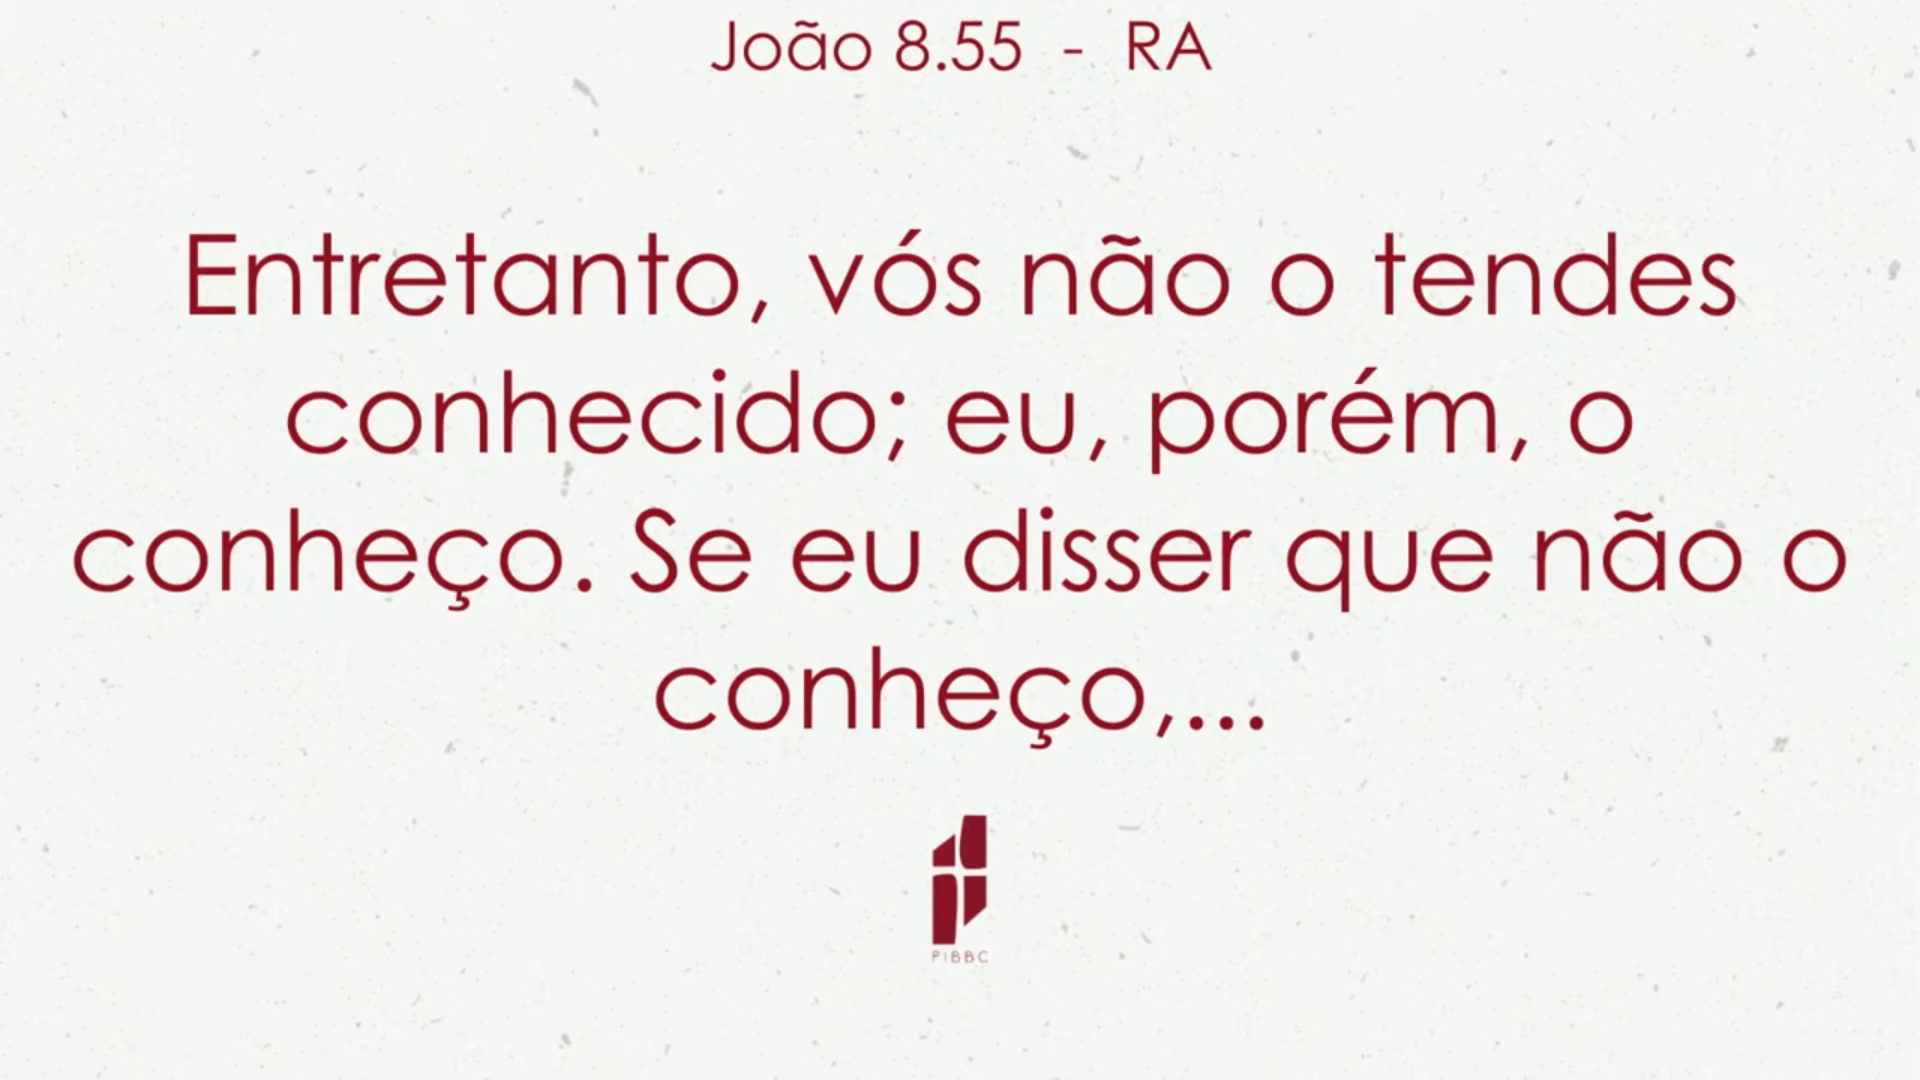 João 8.55 - RA
Entretanto, vós não o tendes
conhecido; eu, porém, o
conheço. Se eu disser que não o
conheço,...
PIBBC